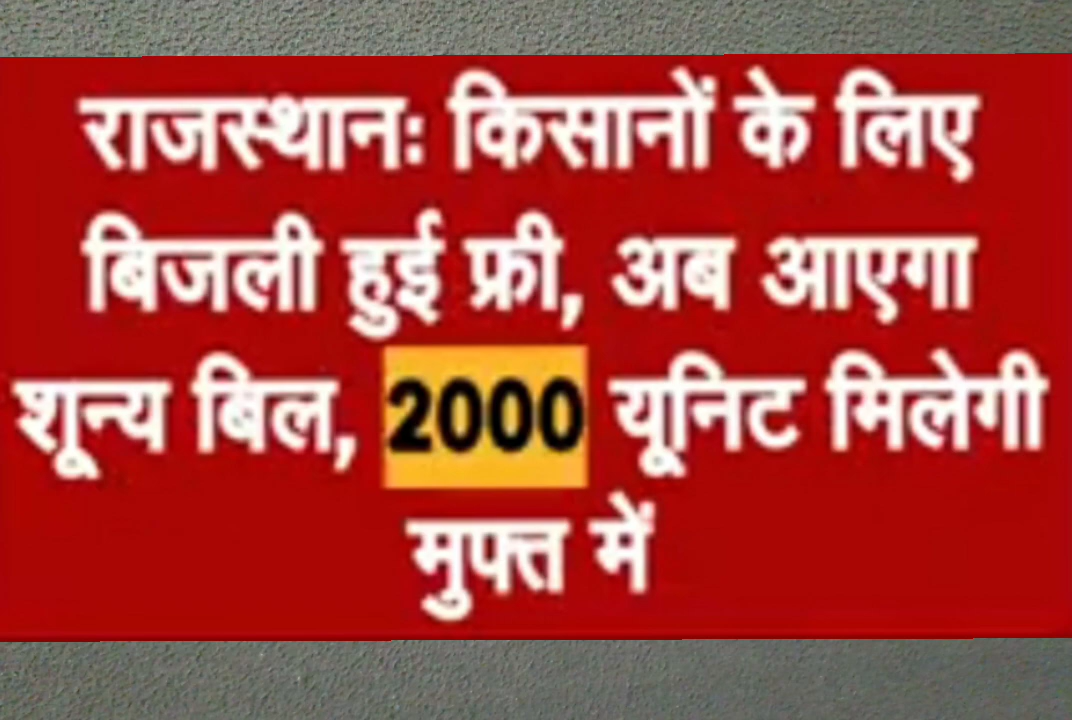 राजस्थानः किसानों के लिए
बिजली हुई फ्री, अब आएगा
शून्य बिल, 2000 यूनिट मिलेगी
मुफ्त में